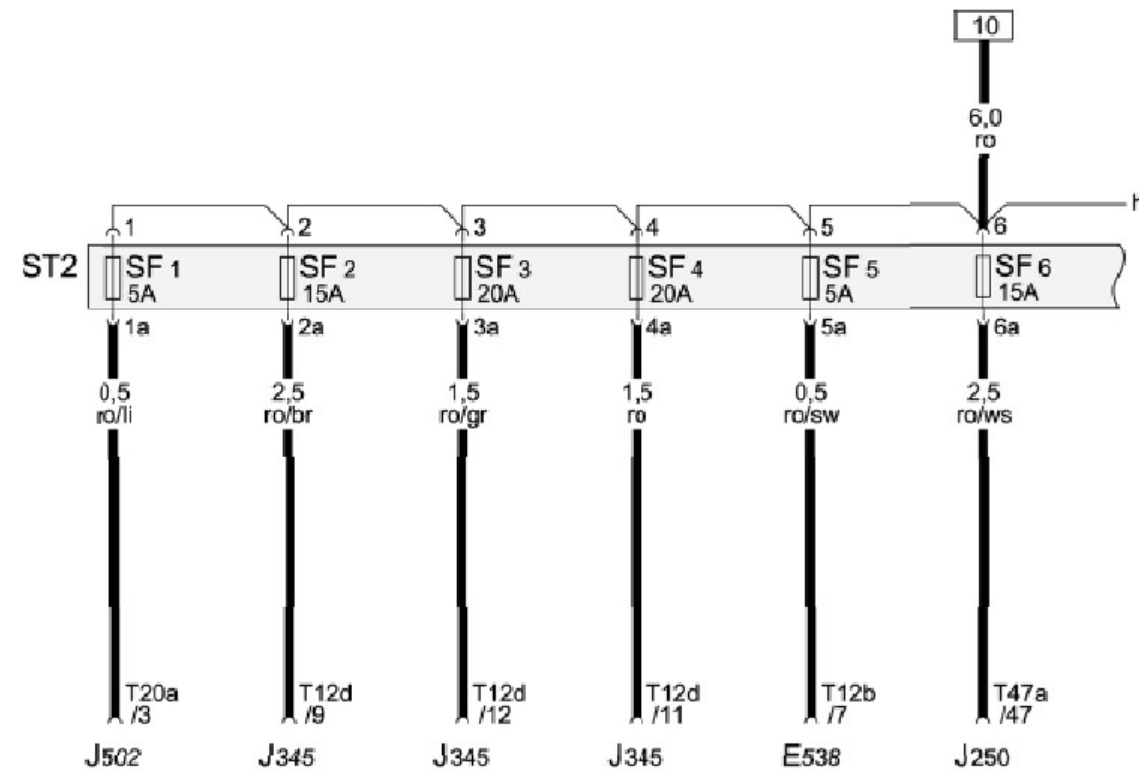 10
6,0
ro
1 2 3 4 5 6
ST2 SF 1 SF 2 SF 3 SF 4 SF 5 SF 6
5A 15A 20A 20A 5A 15A
1a 2a 3a 4a 5a 6a
0,5 2,5 1,5 1,5 0,5 2,5
ro/li ro/br ro/gr ro ro/sw ro/ws
T20a T12d T12d T12d T12b T47a
/3 /9 /12 /11 /7 /47
J502 J345 J345 J345 E538 J250